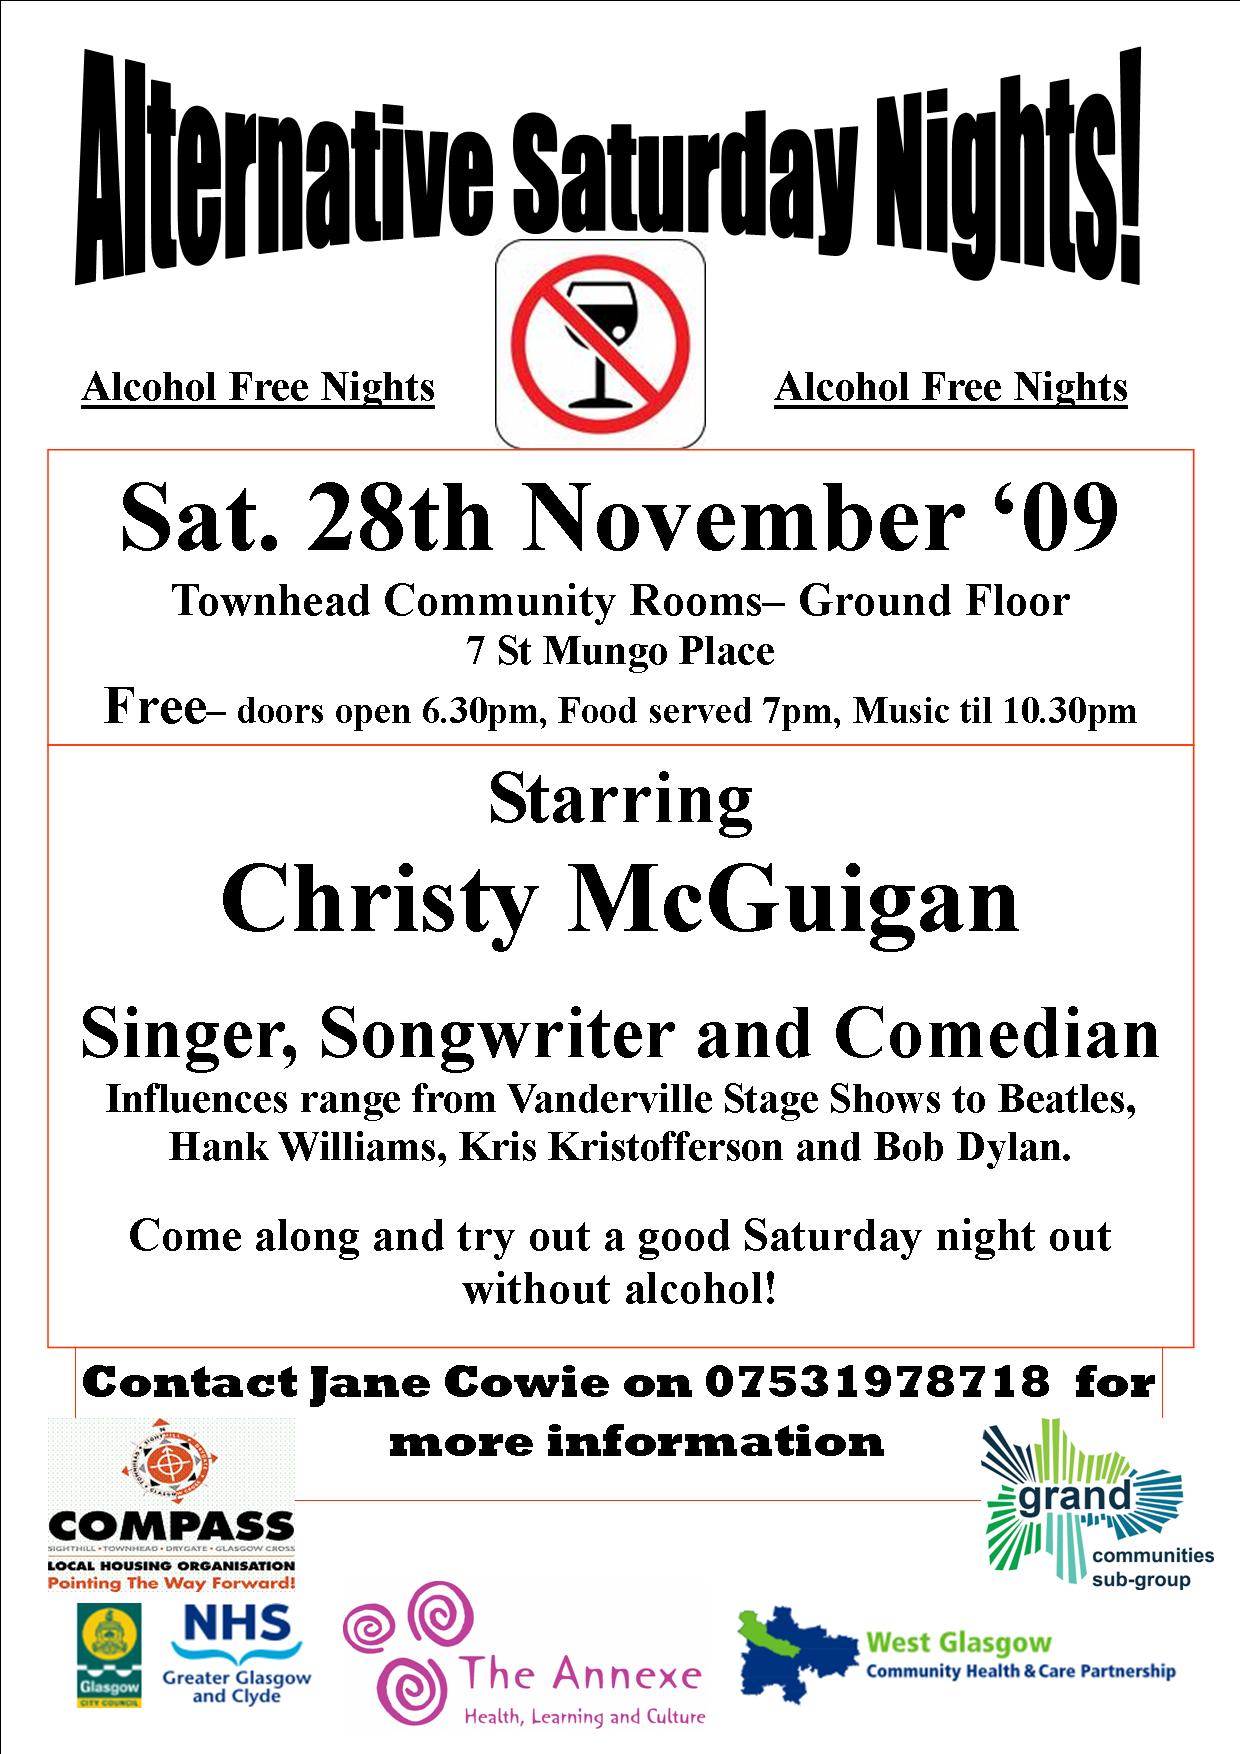 Alternative Saturday Nights!
Alcohol Free Nights
Alcohol Free Nights
Sat. 28th November ‘09
Townhead Community Rooms– Ground Floor
7 St Mungo Place
Free– doors open 6.30pm, Food served 7pm, Music til 10.30pm
Starring
Christy McGuigan
Singer, Songwriter and Comedian
Influences range from Vanderville Stage Shows to Beatles,
Hank Williams, Kris Kristofferson and Bob Dylan.
Come along and try out a good Saturday night out
without alcohol!
Contact Jane Cowie on 07531978718 for
more information
COMPASS
SIGHTHILL • TOWNHEAD • DRYGATE • GLASGOW CROSS
LOCAL HOUSING ORGANISATION
Pointing The Way Forward!
grand
communities
sub-group
Glasgow
CITY COUNCIL
NHS
Greater Glasgow
and Clyde
The Annexe
Health, Learning and Culture
West Glasgow
Community Health & Care Partnership